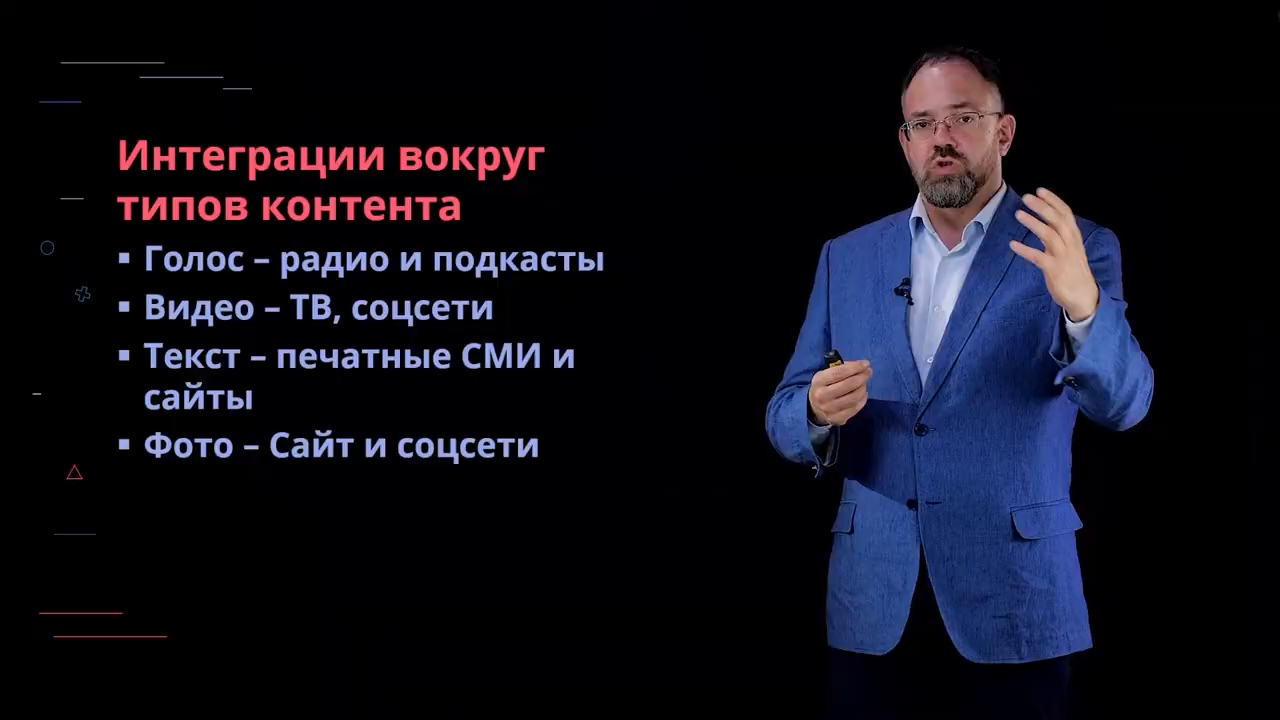 Интеграции вокруг
типов контента
▪ Голос – радио и подкасты
▪ Видео – ТВ, соцсети
▪ Текст – печатные СМИ и
сайты
▪ Фото – Сайт и соцсети